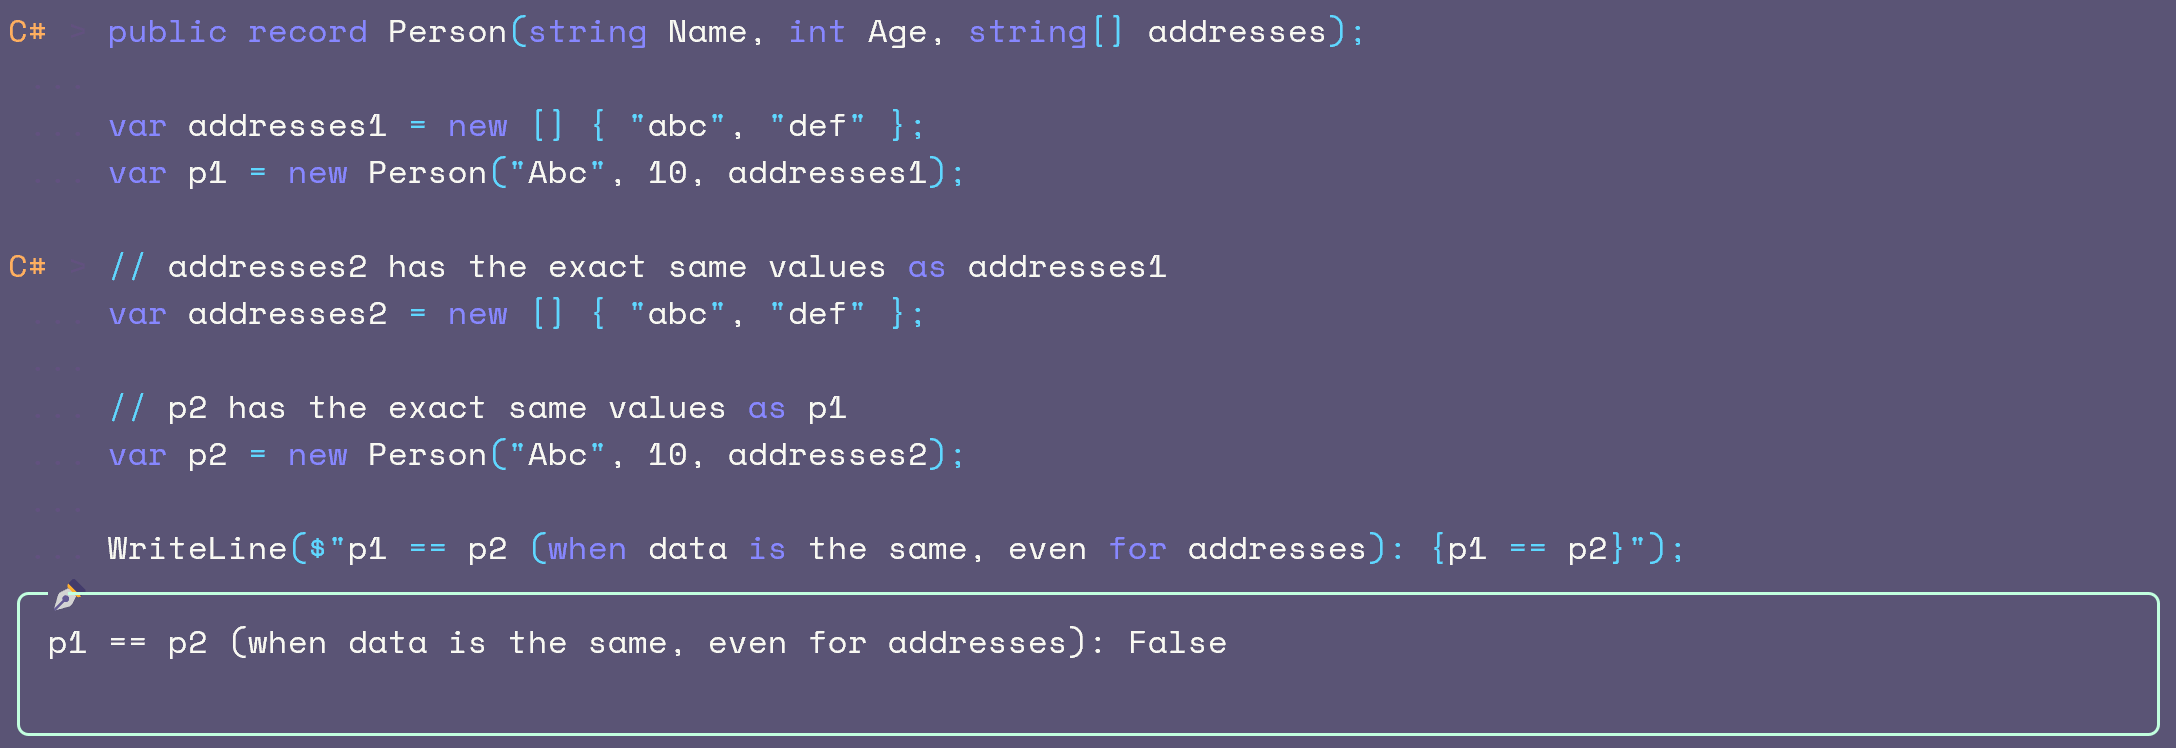 C# public record Person(string Name, int Age, string[] addresses);
var addresses1 = new [] { "abc", "def" };
var p1 = new Person("Abc", 10, addresses1);
C# // addresses2 has the exact same values as addresses1
var addresses2 = new [] { "abc", "def" };
// p2 has the exact same values as p1
var p2 = new Person("Abc", 10, addresses2);
WriteLine($"p1 == p2 (when data is the same, even for addresses): {p1 == p2}");
p1 == p2 (when data is the same, even for addresses): False